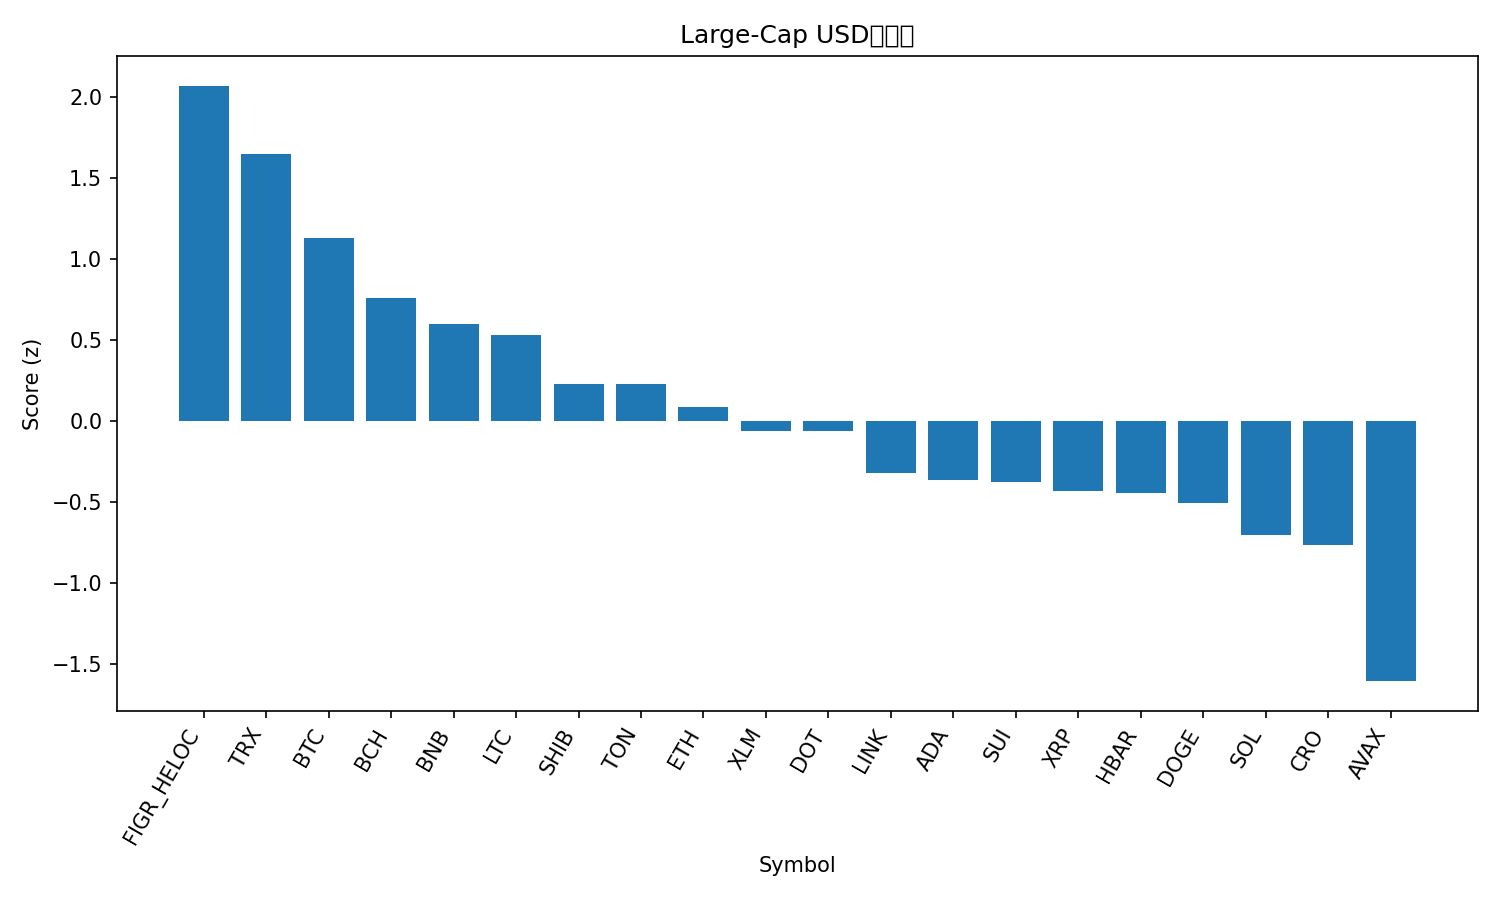 Large-Cap USD
2.0
1.5
1.0
0.5
0.0
−0.5
−1.0
−1.5
Score (z)
FIGR_HELOC
TRX
BTC
BCH
BNB
LTC
SHIB
TON
ETH
XLM
DOT
LINK
ADA
SUI
XRP
HBAR
DOGE
SOL
CRO
AVAX
Symbol